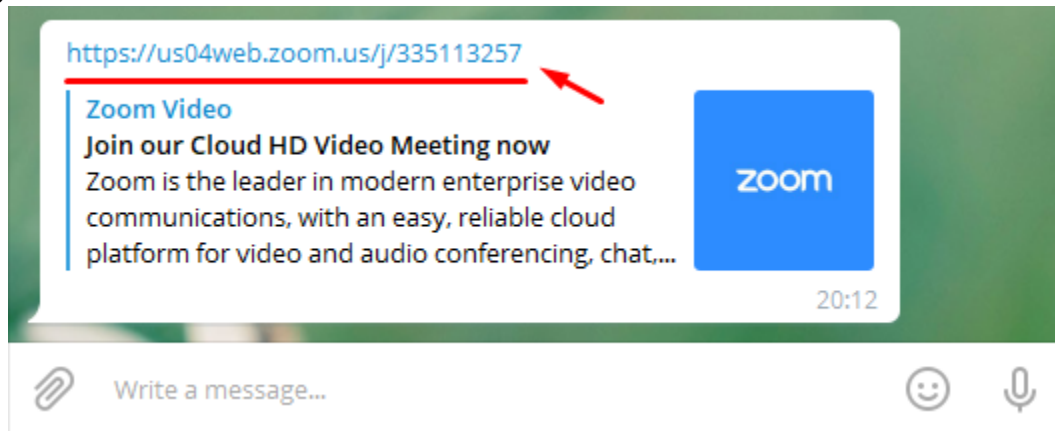 https://us04web.zoom.us/j/335113257
Zoom Video
Join our Cloud HD Video Meeting now
Zoom is the leader in modern enterprise video
communications, with an easy, reliable cloud
platform for video and audio conferencing, chat,...
zoom
20:12
Write a message...